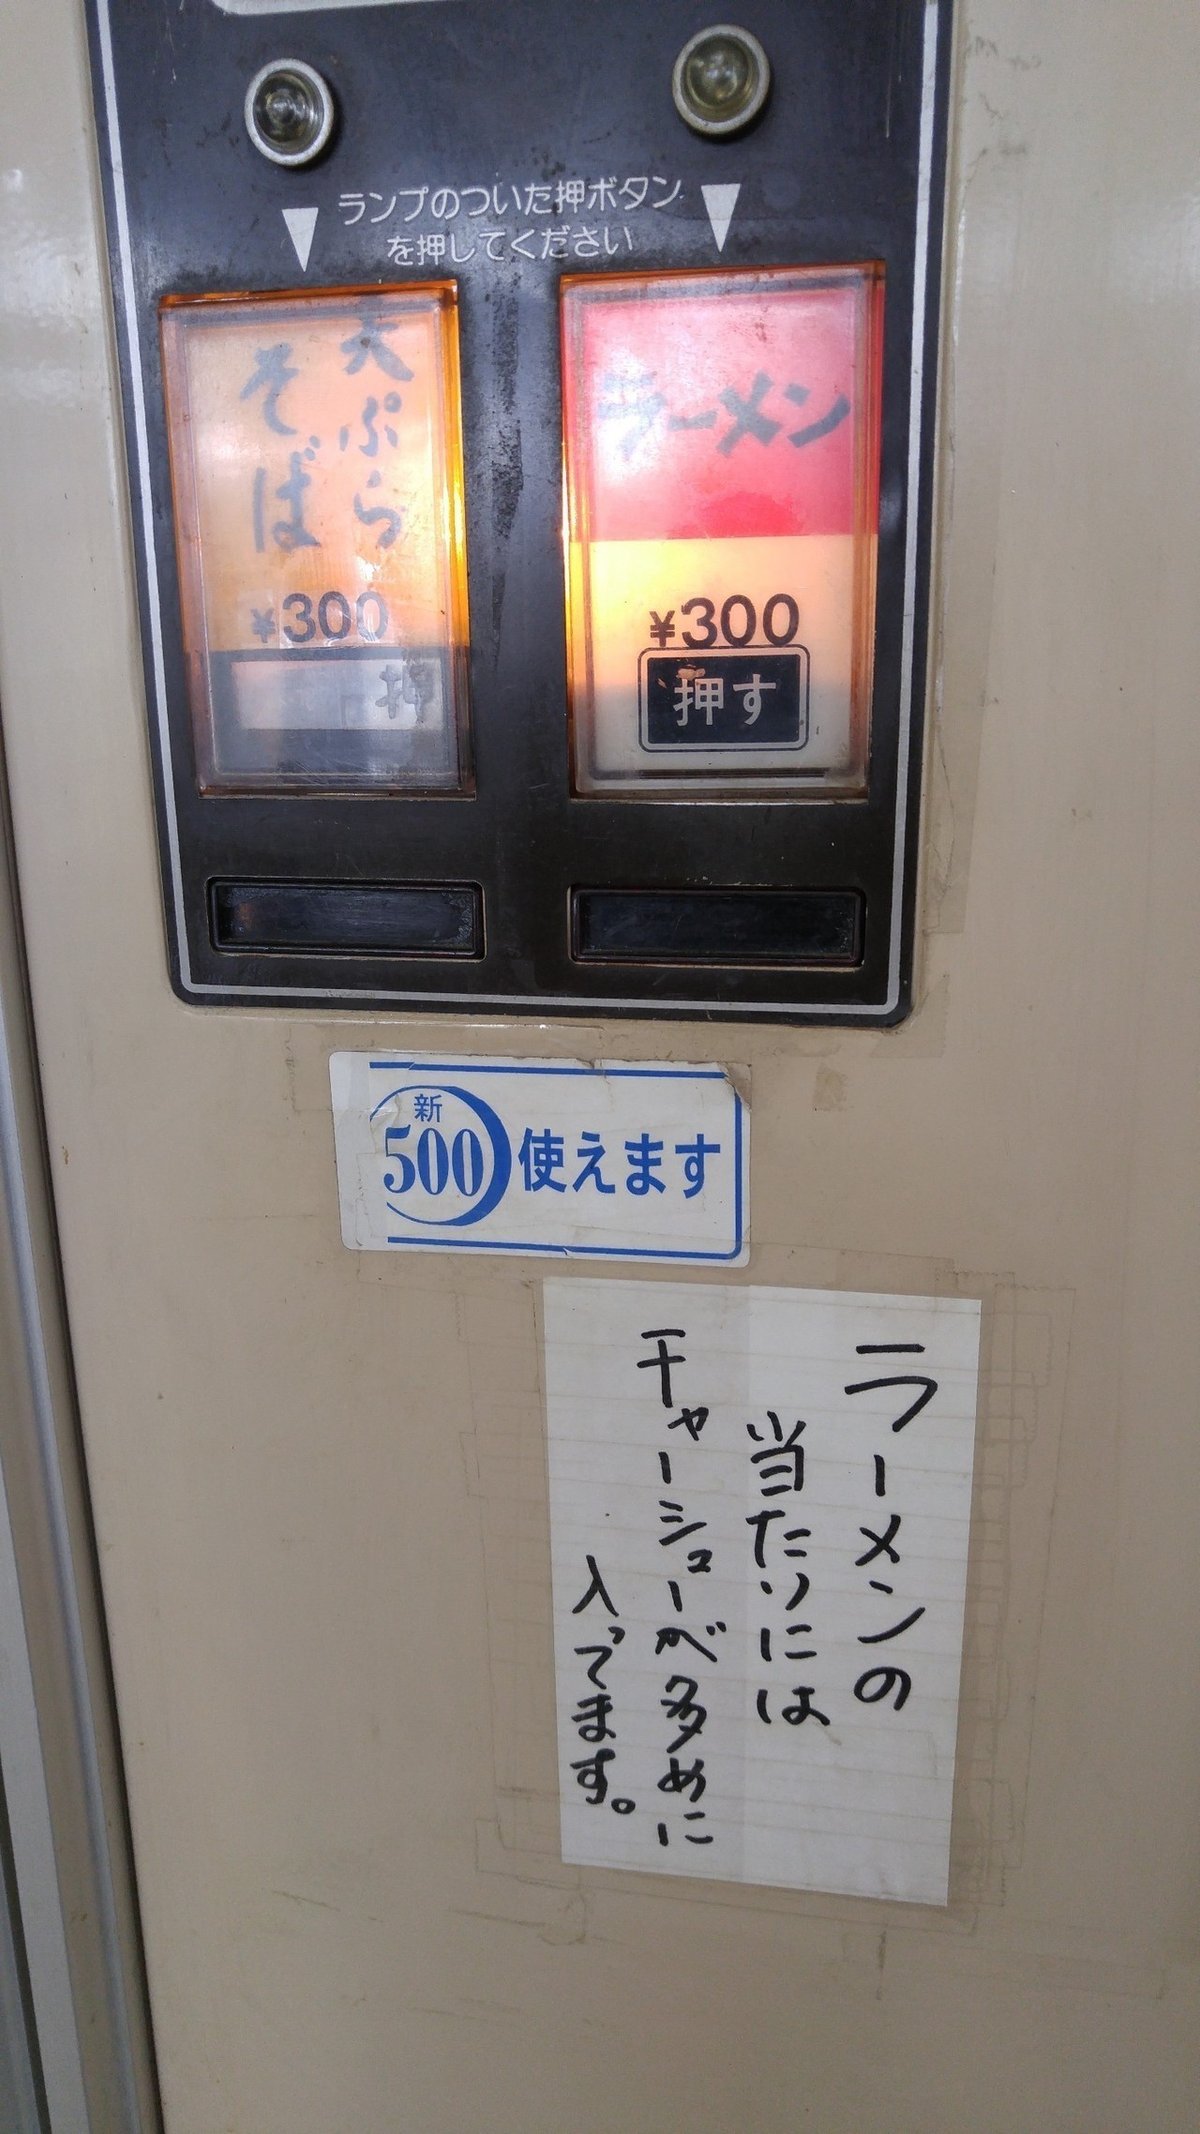 ランプのついた押ボタン
を押してください
天ぷら
そば
¥300
押
ラーメン
¥300
押す
新
500
使えます
ラーメンの
当たりには
チャーシューが多めに
入ってます。